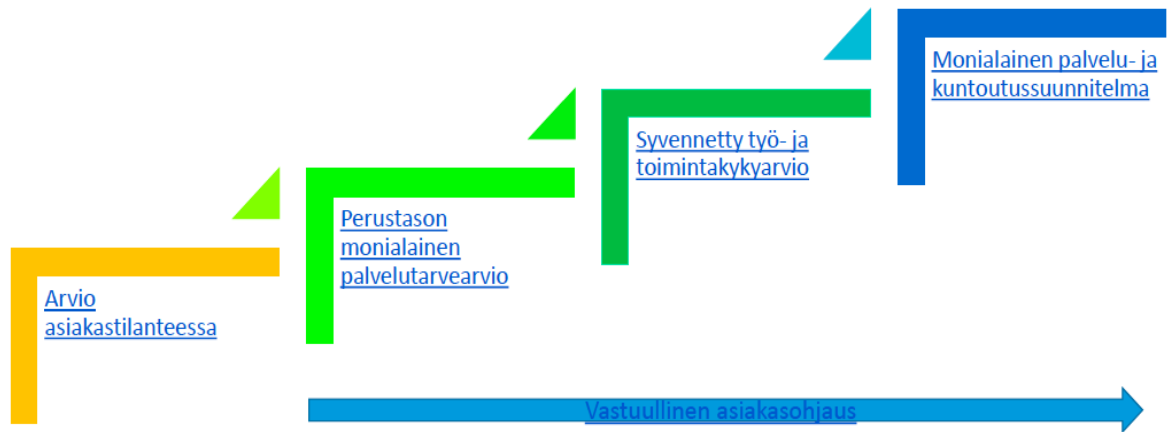 Arvio
asiakastilanteessa
Perustason
monialainen
palvelutarvearvio
Syvennetty työ- ja
toimintakykyarvio
Monialainen palvelu- ja
kuntoutussuunnitelma
Vastuullinen asiakasohjaus